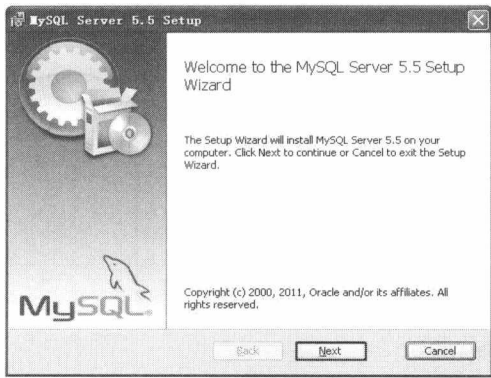 MySQL Server 5.5 Setup
Welcome to the MySQL Server 5.5 Setup
Wizard
The Setup Wizard will install MySQL Server 5.5 on your
computer. Click Next to continue or Cancel to exit the Setup
Wizard.
MySQL
Copyright (c) 2000, 2011, Oracle and/or its affiliates. All
rights reserved.
Back Next Cancel